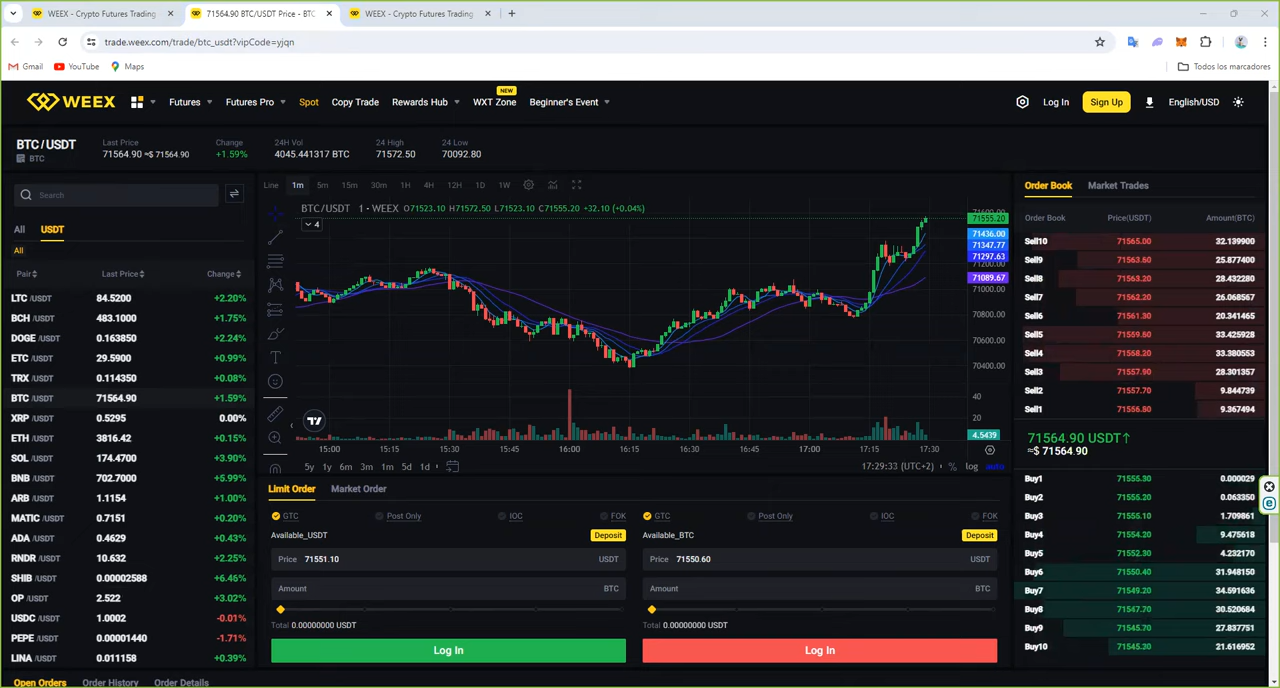 WEEX - Crypto Futures Trading
71564.90 BTC/USDT Price - BTC
WEEX - Crypto Futures Trading
trade.weex.com/trade/btc_usdt?vipCode=yjqn
Gmail YouTube Maps Todos los marcadores
WEEX Futures Futures Pro Spot Copy Trade Rewards Hub WXT Zone NEW Beginner's Event Log In Sign Up English/USD
BTC/USDT
BTC
Last Price
71564.90 ≈$ 71564.90
Change
+1.59%
24H Vol
4045.441317 BTC
24 High
71572.50
24 Low
70092.80
Search
All USDT
All
Pair Last Price Change
LTC /USDT 84.5200 +2.20%
BCH /USDT 483.1000 +1.75%
DOGE /USDT 0.163850 +2.24%
ETC /USDT 29.5900 +0.99%
TRX /USDT 0.114350 +0.08%
BTC /USDT 71564.90 +1.59%
XRP /USDT 0.5295 0.00%
ETH /USDT 3816.42 +0.15%
SOL /USDT 174.4700 +3.90%
BNB /USDT 702.7000 +5.99%
ARB /USDT 1.1154 +1.00%
MATIC /USDT 0.7151 +0.20%
ADA /USDT 0.4629 +0.43%
RNDR /USDT 10.632 +2.25%
SHIB /USDT 0.00002588 +6.46%
OP /USDT 2.522 +3.02%
USDC /USDT 1.0002 -0.01%
PEPE /USDT 0.00001440 -1.71%
LINA /USDT 0.011158 +0.39%
Open Orders Order History Order Details
Line 1m 5m 15m 30m 1H 4H 12H 1D 1W
BTC/USDT · 1 · WEEX O71523.10 H71572.50 L71523.10 C71555.20 +32.10 (+0.04%)
4
71555.20
71436.00
71347.77
71297.63
71200.00
71089.67
71000.00
70800.00
70600.00
70400.00
40
20
4.5439
15:00 15:15 15:30 15:45 16:00 16:15 16:30 16:45 17:00 17:15 17:30
5y 1y 6m 3m 1m 5d 1d 17:29:33 (UTC+2) % log auto
Limit Order Market Order
GTC Post Only IOC FOK
Available_USDT Deposit
Price 71551.10 USDT
Amount BTC
Total 0.00000000 USDT
Log In
GTC Post Only IOC FOK
Available_BTC Deposit
Price 71550.60 USDT
Amount BTC
Total 0.00000000 USDT
Log In
Order Book Market Trades
Order Book Price(USDT) Amount(BTC)
Sell10 71565.00 32.139900
Sell9 71563.60 25.877400
Sell8 71563.20 28.432280
Sell7 71562.20 26.068567
Sell6 71561.30 20.341465
Sell5 71559.60 33.425928
Sell4 71558.20 33.380553
Sell3 71557.90 28.301357
Sell2 71557.70 9.844739
Sell1 71556.80 9.367494
71564.90 USDT↑
≈$ 71564.90
Buy1 71555.30 0.000029
Buy2 71555.20 0.063350
Buy3 71555.10 1.709861
Buy4 71554.20 9.475618
Buy5 71552.30 4.232170
Buy6 71550.40 31.948150
Buy7 71549.20 34.591636
Buy8 71547.70 30.520684
Buy9 71545.70 27.837751
Buy10 71545.30 21.616952